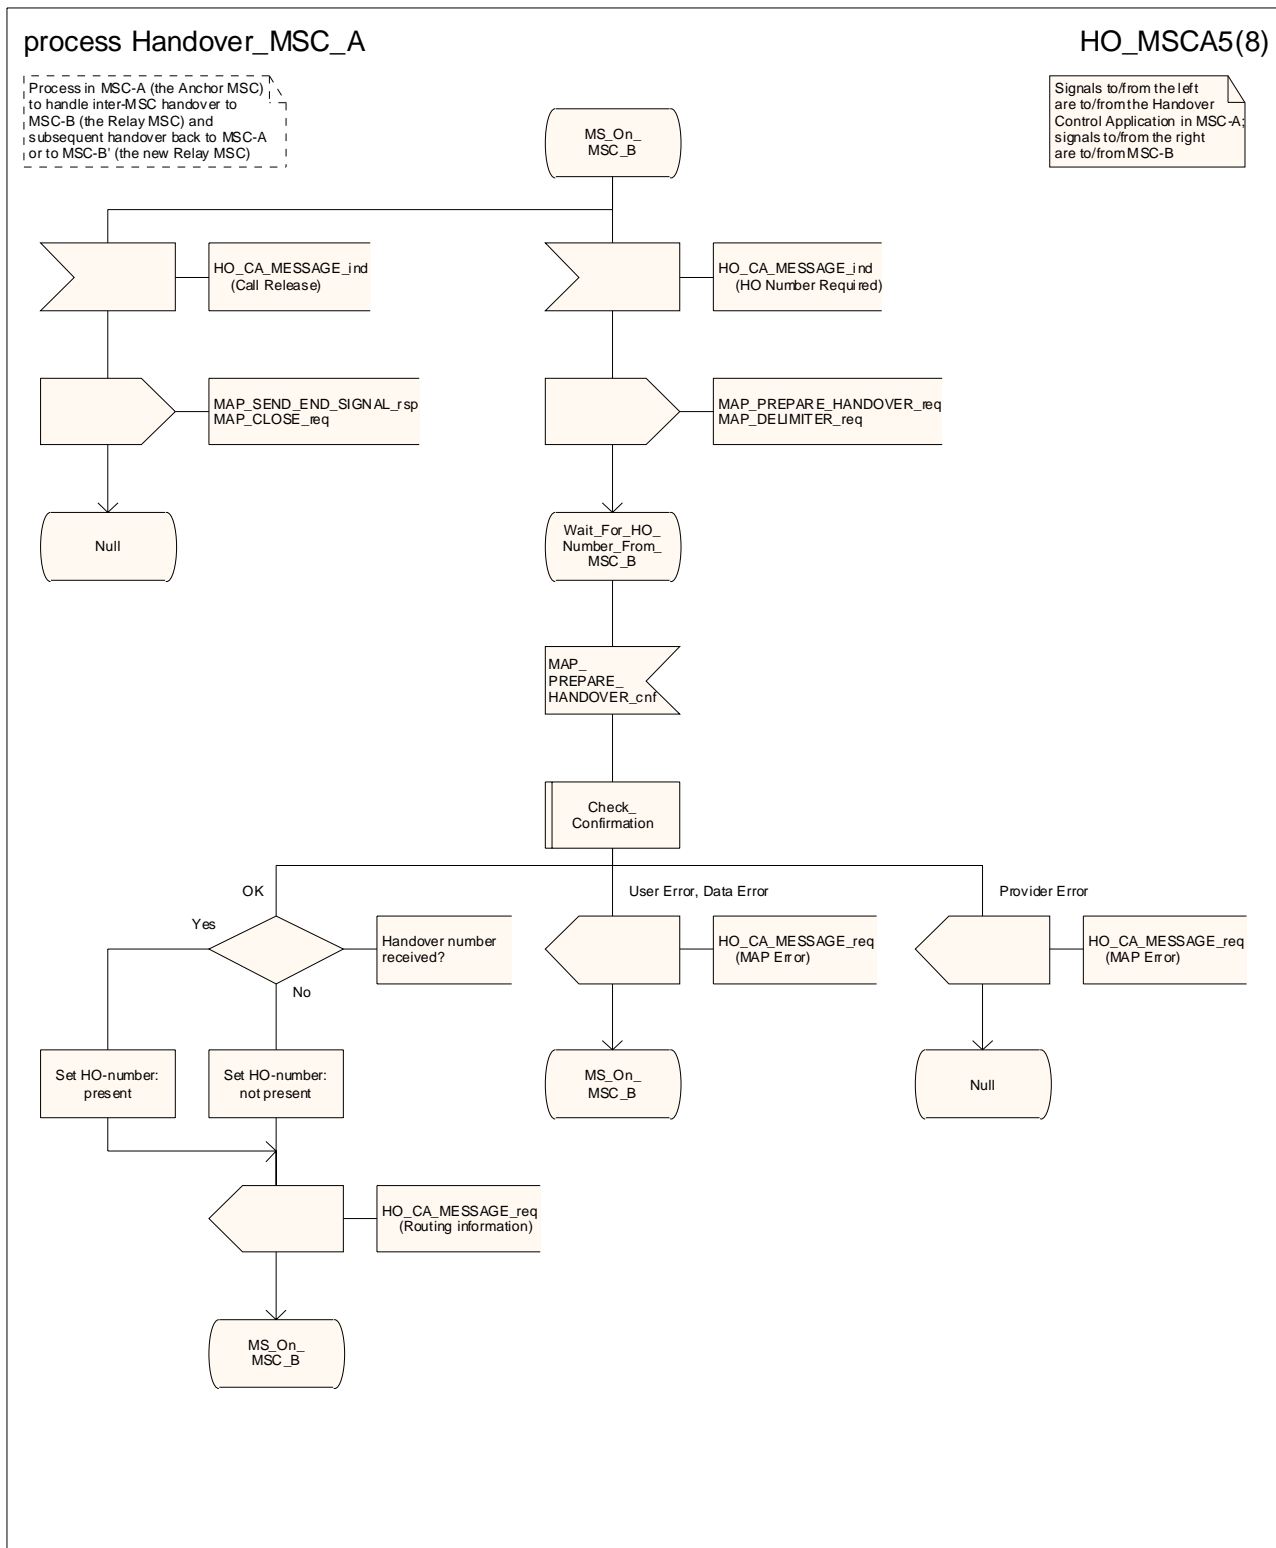 process Handover_MSC_A
HO_MSCA5(8)
Process in MSC-A (the Anchor MSC)
to handle inter-MSC handover to
MSC-B (the Relay MSC) and
subsequent handover back to MSC-A
or to MSC-B' (the new Relay MSC)
Signals to/from the left
are to/from the Handover
Control Application in MSC-A;
signals to/from the right
are to/from MSC-B
MS_On_
MSC_B
HO_CA_MESSAGE_ind
(Call Release)
HO_CA_MESSAGE_ind
(HO Number Required)
MAP_SEND_END_SIGNAL_rsp
MAP_CLOSE_req
MAP_PREPARE_HANDOVER_req
MAP_DELIMITER_req
Null
Wait_For_HO_
Number_From_
MSC_B
MAP_
PREPARE_
HANDOVER_cnf
Check_
Confirmation
OK
User Error, Data Error
Provider Error
Yes
Handover number
received?
No
HO_CA_MESSAGE_req
(MAP Error)
HO_CA_MESSAGE_req
(MAP Error)
Set HO-number:
present
Set HO-number:
not present
MS_On_
MSC_B
Null
HO_CA_MESSAGE_req
(Routing information)
MS_On_
MSC_B